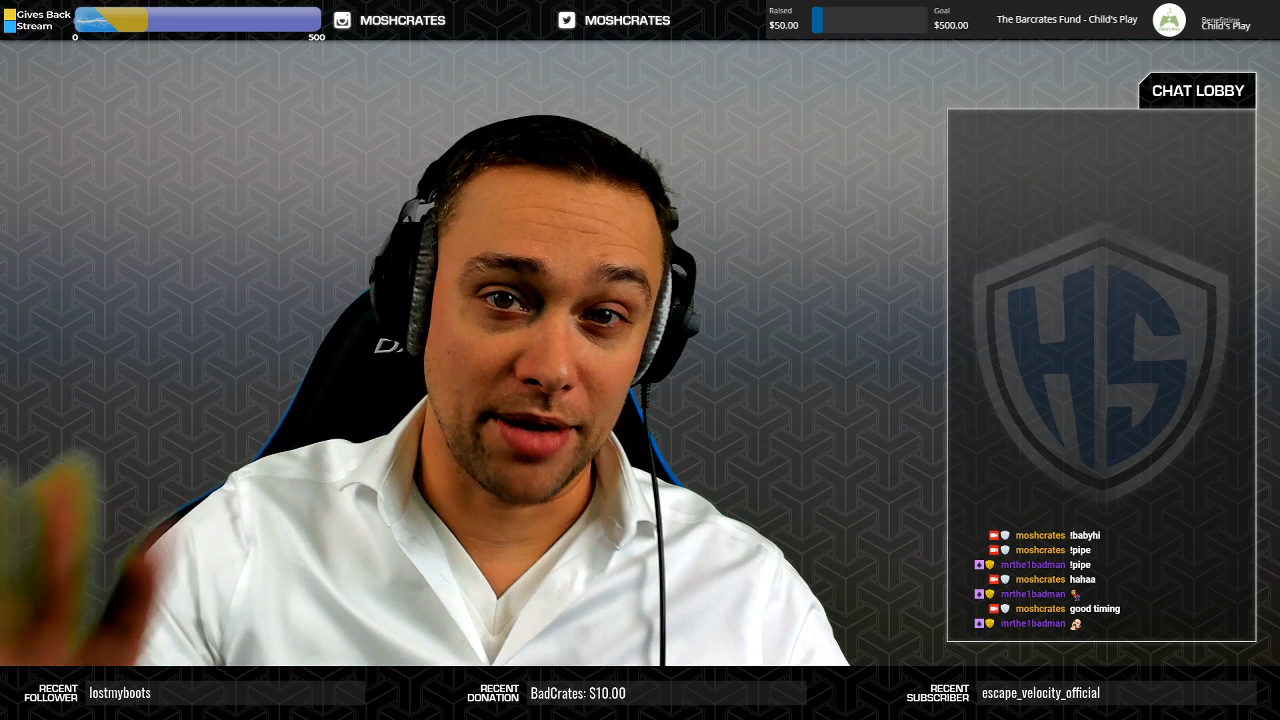 Gives Back
Stream
0
500
MOSHCRATES
MOSHCRATES
Raised
$50.00
Goal
$500.00
The Barcrates Fund - Child's Play
Benefitting
Child's Play
CHAT LOBBY
HS
moshcrates !babyhi
moshcrates !pipe
mrthe1badman !pipe
moshcrates hahaa
mrthe1badman
moshcrates good timing
mrthe1badman
RECENT
FOLLOWER
lostmyboots
RECENT
DONATION
BadCrates: $10.00
RECENT
SUBSCRIBER
escape_velocity_official